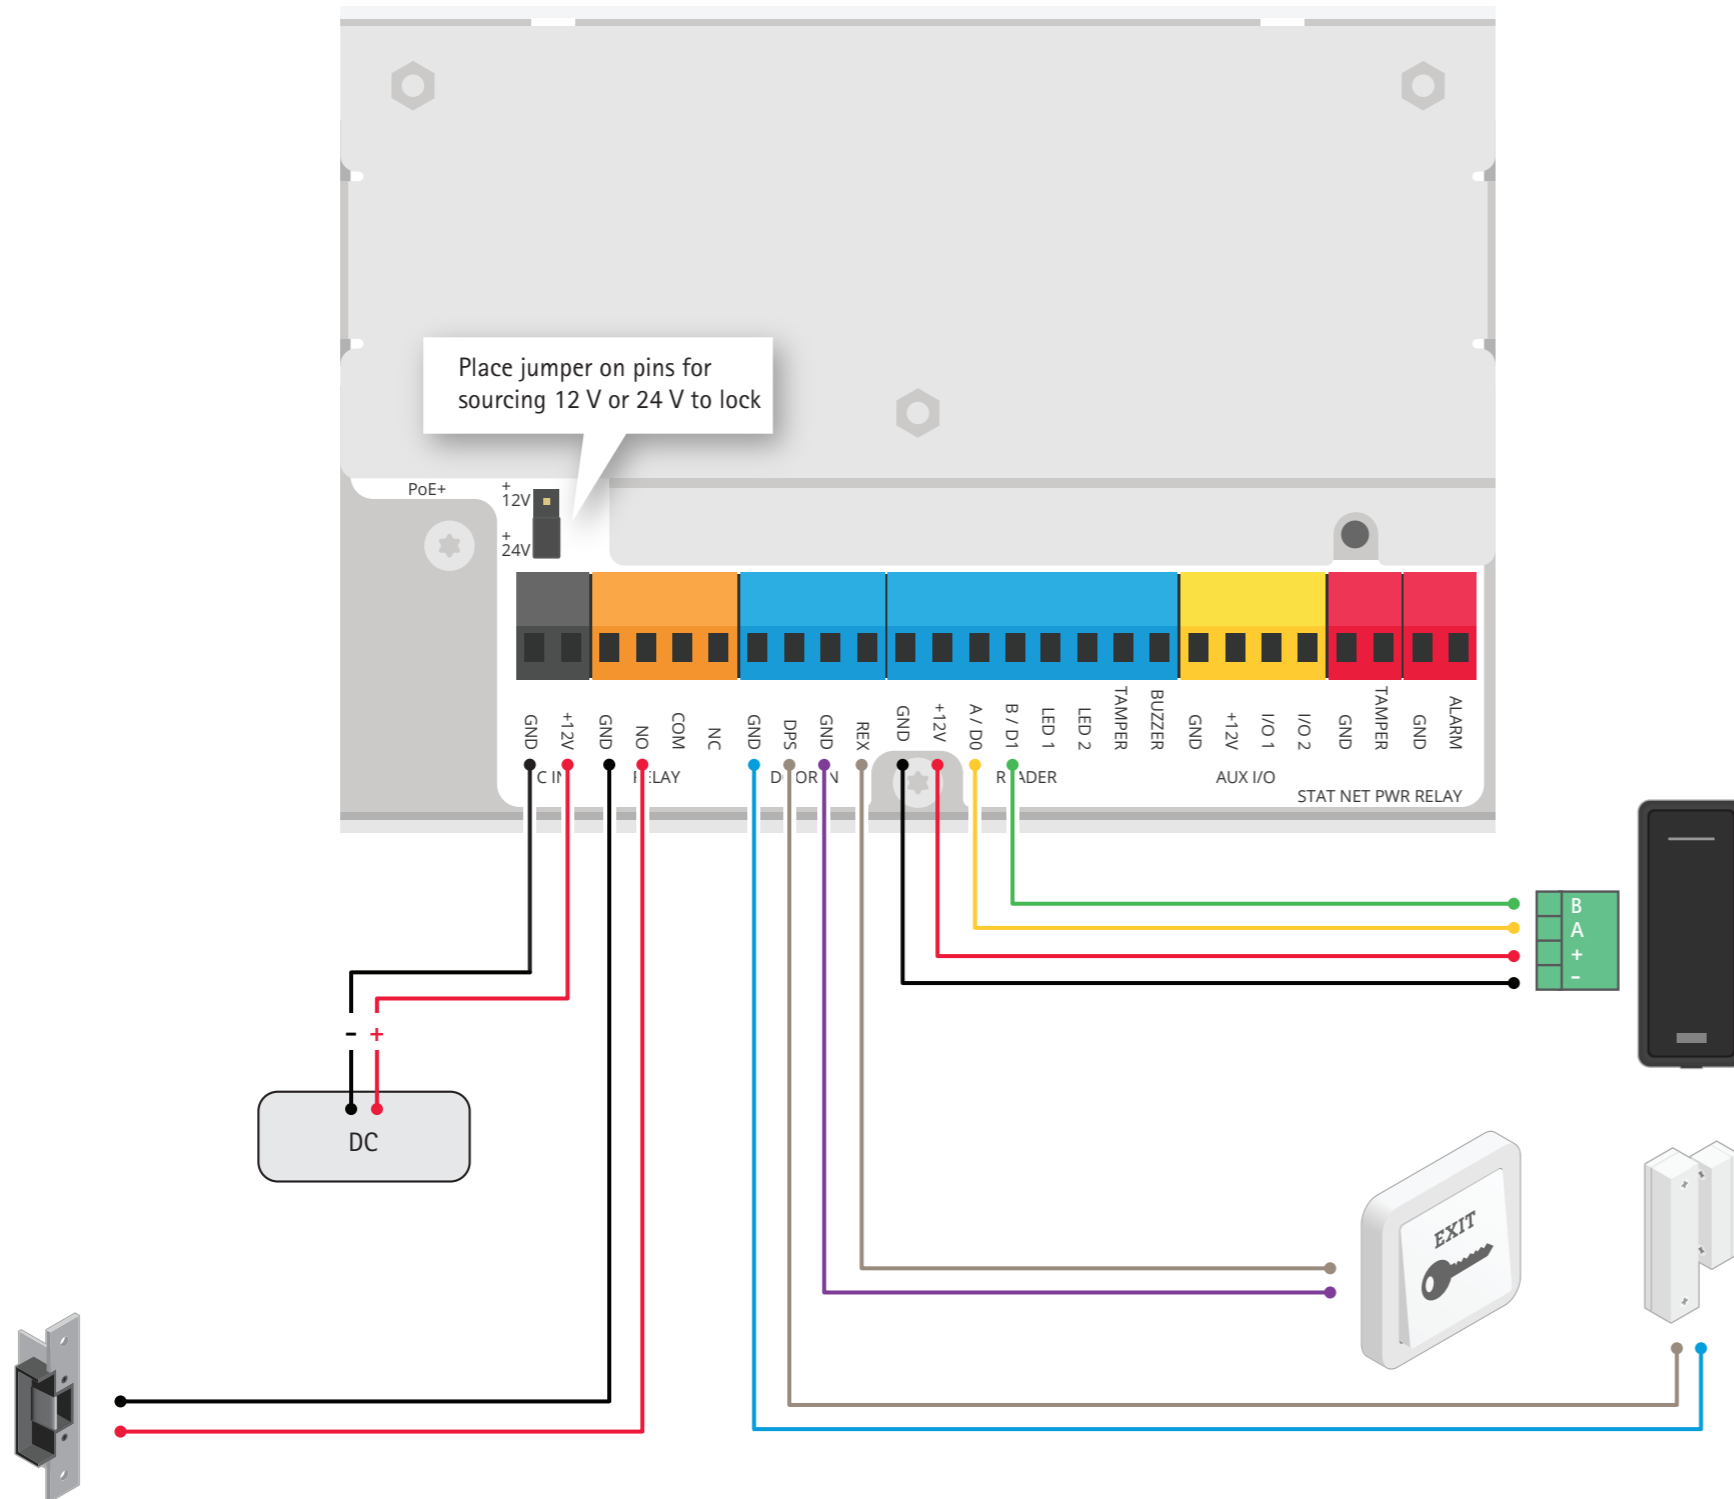 Place jumper on pins for
sourcing 12 V or 24 V to lock
PoE+
+
12V
+
24V
GND
+12V
GND
NO
COM
NC
GND
DPS
GND
REX
GND
+12V
A / D0
B / D1
LED 1
LED 2
TAMPER
BUZZER
GND
+12V
I/O 1
I/O 2
GND
TAMPER
GND
ALARM
AUX I/O
STAT NET PWR RELAY
B
A
+
-
- +
DC
EXIT